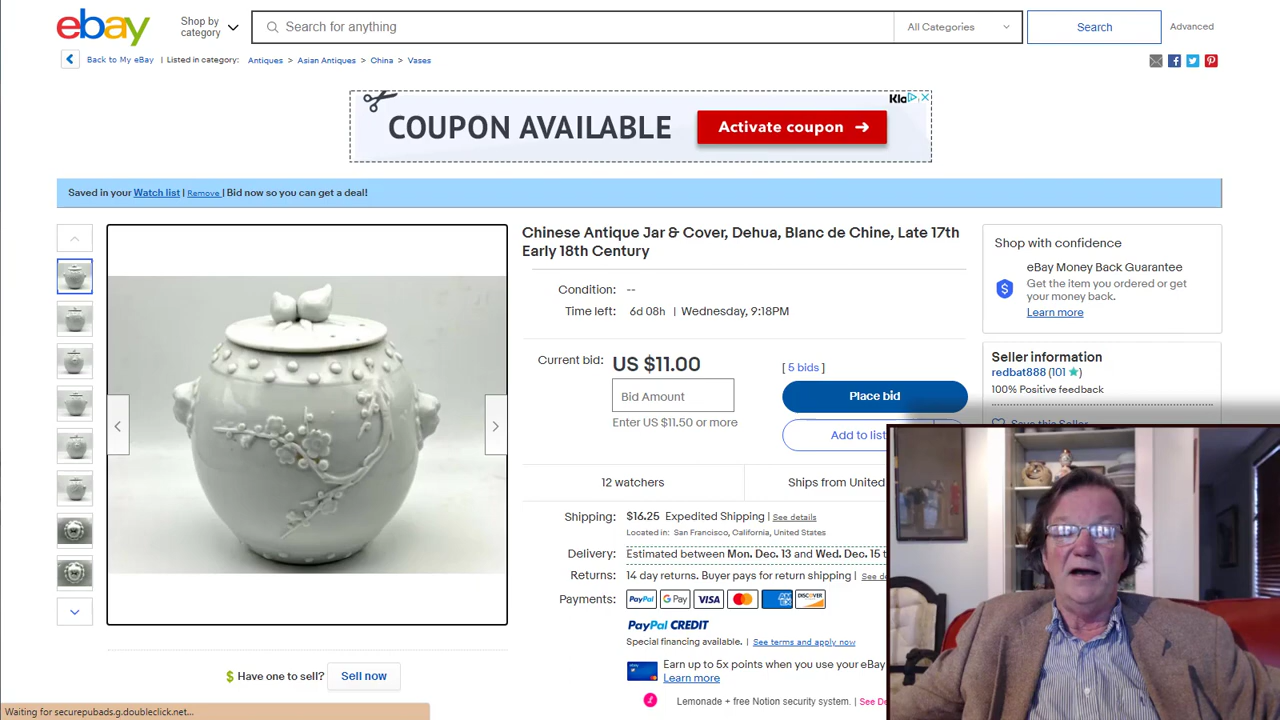 ebay
Shop by
category
Search for anything
All Categories
Search
Advanced
Back to My eBay | Listed in category: Antiques > Asian Antiques > China > Vases
COUPON AVAILABLE
Activate coupon →
Saved in your Watch list | Remove | Bid now so you can get a deal!
Chinese Antique Jar & Cover, Dehua, Blanc de Chine, Late 17th
Early 18th Century
Condition: --
Time left: 6d 08h | Wednesday, 9:18PM
Current bid: US $11.00 [ 5 bids ]
Bid Amount
Place bid
Enter US $11.50 or more
Add to list
12 watchers
Ships from United
Shipping: $16.25 Expedited Shipping | See details
Located in: San Francisco, California, United States
Delivery: Estimated between Mon. Dec. 13 and Wed. Dec. 15
Returns: 14 day returns. Buyer pays for return shipping |
Payments: PayPal G Pay VISA DISCOVER
PayPal CREDIT
Special financing available. | See terms and apply now
Earn up to 5x points when you use your eBay
Learn more
Lemonade + free Notion security system. |
Shop with confidence
eBay Money Back Guarantee
Get the item you ordered or get
your money back.
Learn more
Seller information
redbat888 (101 ★)
100% Positive feedback
Save this Seller
$ Have one to sell? Sell now
Waiting for securepubads.g.doubleclick.net...